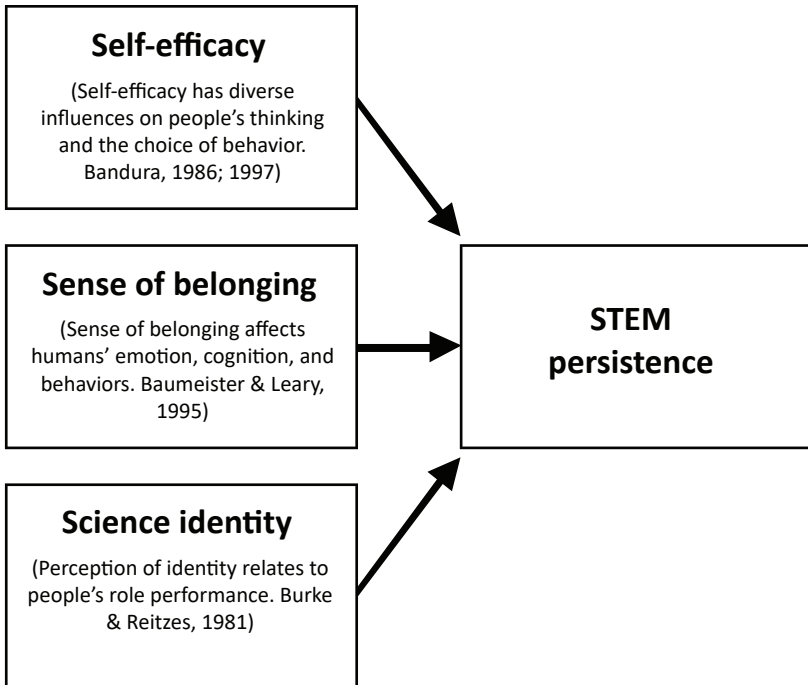 Self-efficacy
(Self-efficacy has diverse
influences on people’s thinking
and the choice of behavior.
Bandura, 1986; 1997)
Sense of belonging
(Sense of belonging affects
humans’ emotion, cognition, and
behaviors. Baumeister & Leary,
1995)
Science identity
(Perception of identity relates to
people’s role performance. Burke
& Reitzes, 1981)
STEM
persistence